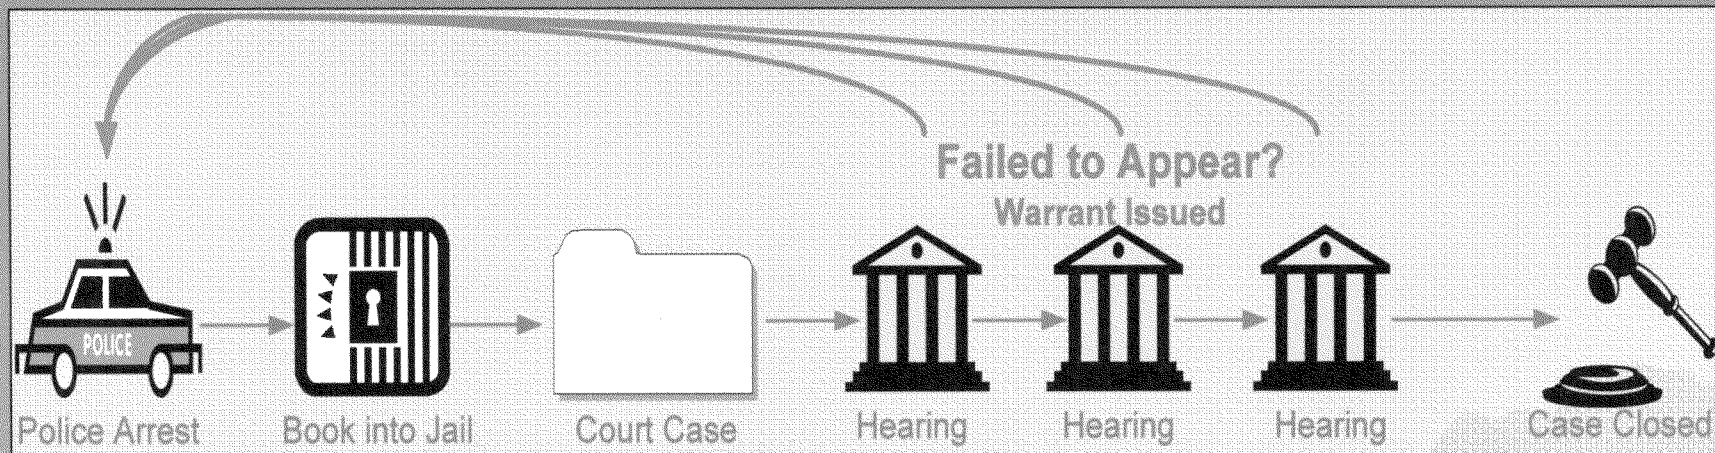 Failed to Appear?
Warrant Issued
POLICE
Police Arrest
Book into Jail
Court Case
Hearing
Hearing
Hearing
Case Closed